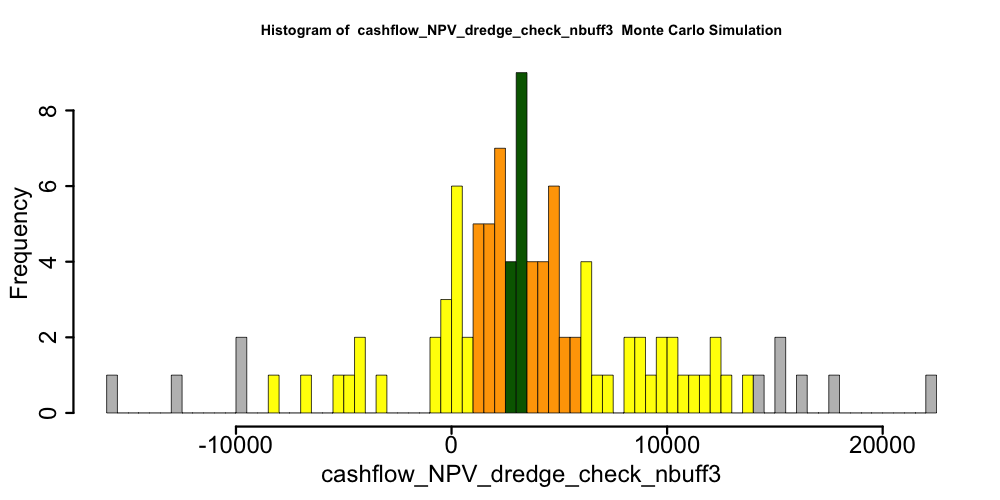 Histogram of  cashflow_NPV_dredge_check_nbuff3  Monte Carlo Simulation
Frequency
8
6
4
2
0
-10000 0 10000 20000
cashflow_NPV_dredge_check_nbuff3